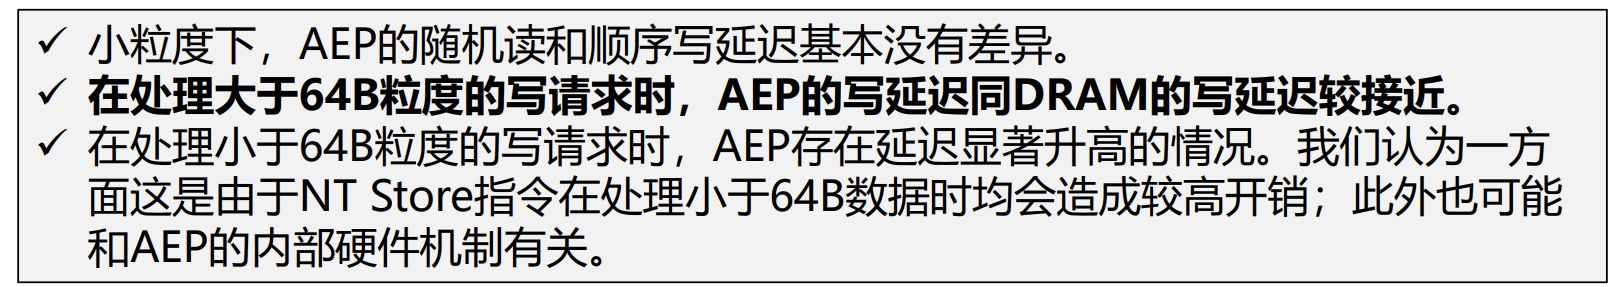 ✓ 小粒度下，AEP的随机读和顺序写延迟基本没有差异。
✓ 在处理大于64B粒度的写请求时，AEP的写延迟同DRAM的写延迟较接近。
✓ 在处理小于64B粒度的写请求时，AEP存在延迟显著升高的情况。我们认为一方
面这是由于NT Store指令在处理小于64B数据时均会造成较高开销；此外也可能
和AEP的内部硬件机制有关。